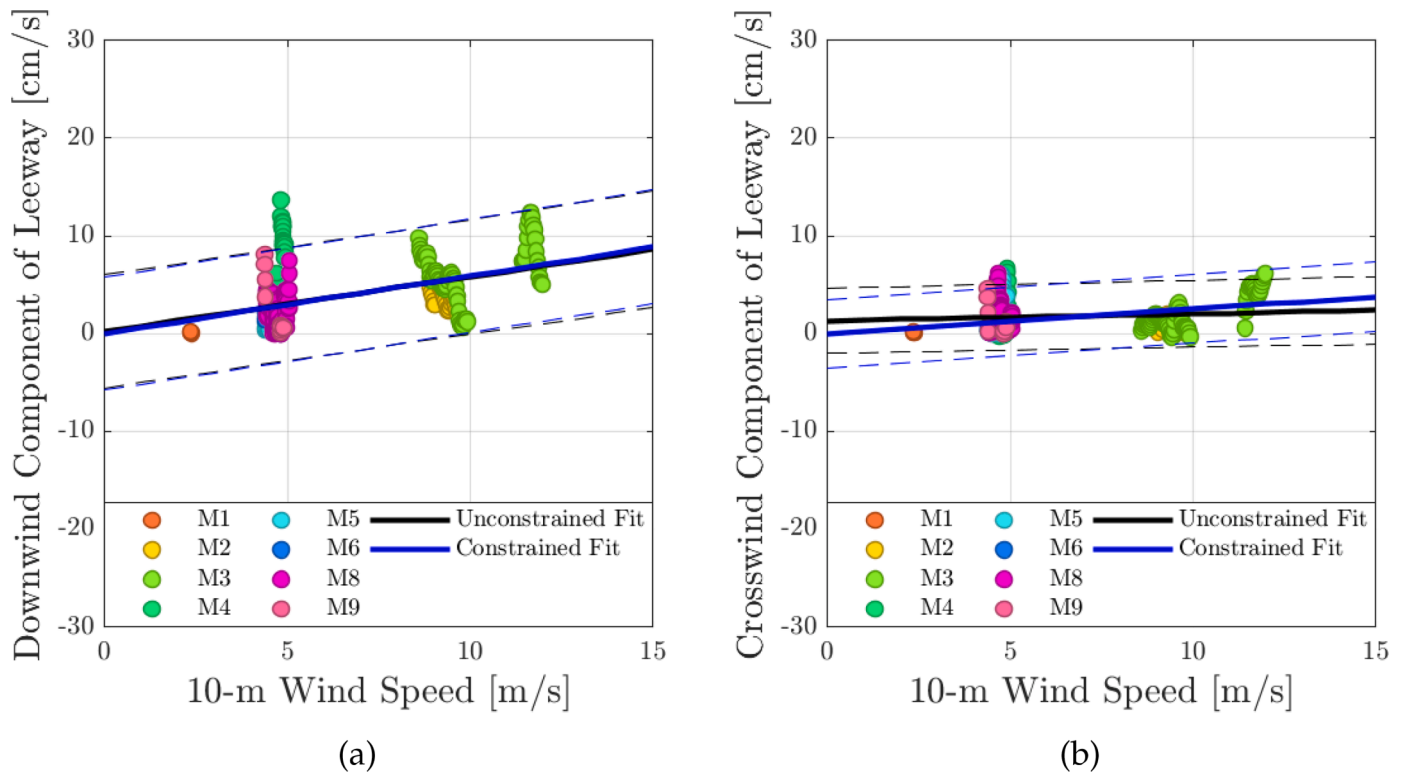 Downwind Component of Leeway [cm/s]
30
20
10
0
-10
-20
-30
M1
M2
M3
M4
M5
M6
M8
M9
Unconstrained Fit
Constrained Fit
0
5
10
15
10-m Wind Speed [m/s]
(a)
Crosswind Component of Leeway [cm/s]
30
20
10
0
-10
-20
-30
M1
M2
M3
M4
M5
M6
M8
M9
Unconstrained Fit
Constrained Fit
0
5
10
15
10-m Wind Speed [m/s]
(b)